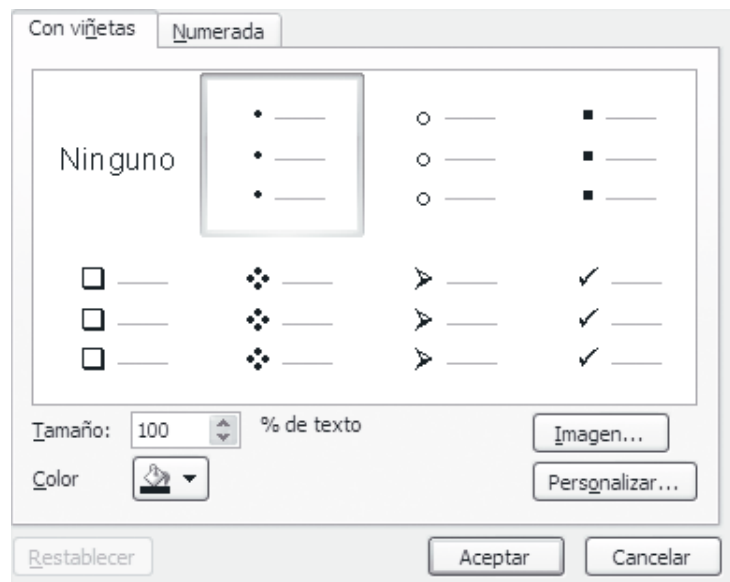 Con viñetas Numerada
Ninguno
Tamaño: 100 % de texto Imagen...
Color Personalizar...
Restablecer Aceptar Cancelar